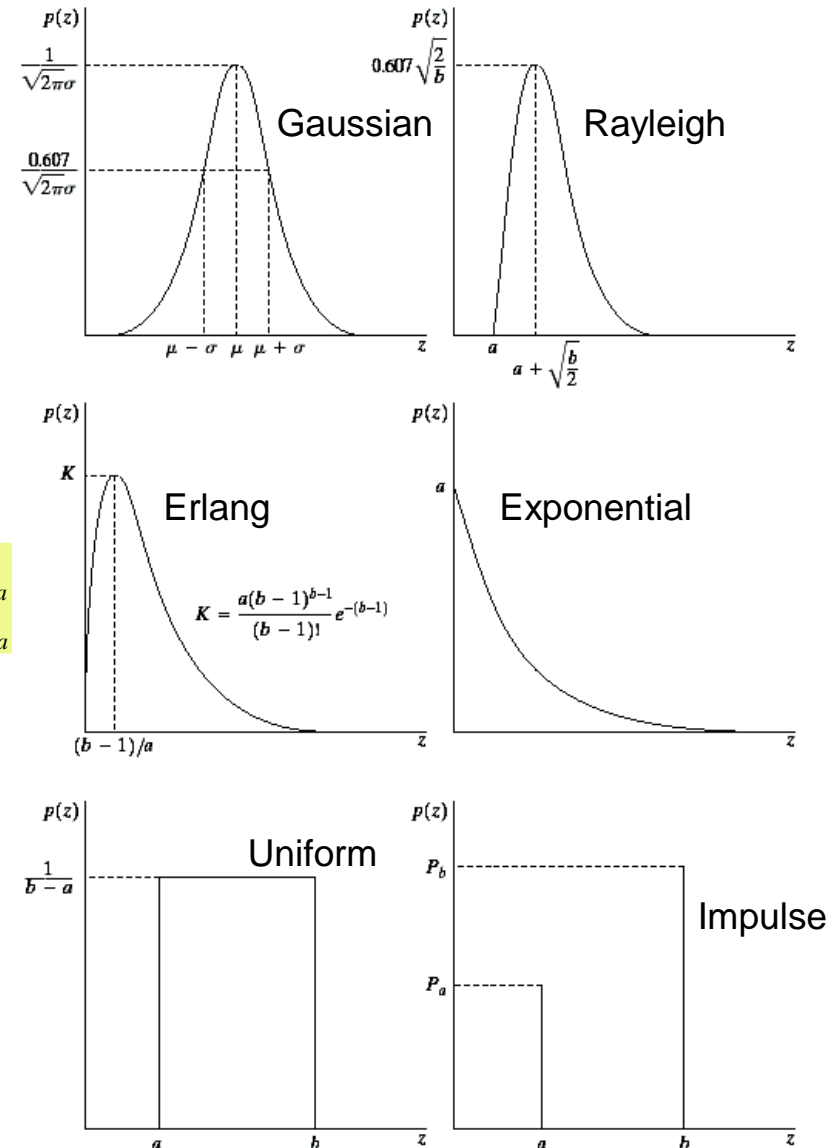 p(z)
1/√2πσ
0.607/√2πσ
Gaussian
μ − σ μ μ + σ z
p(z)
0.607√2/b
Rayleigh
a z
a + √b/2
p(z)
K
Erlang
K = a(b − 1)^{b−1}/(b − 1)! e^{−(b−1)}
(b − 1)/a z
p(z)
a
Exponential
z
a
a
p(z)
1/b − a
Uniform
a b z
p(z)
P_b
Impulse
P_a
a b z